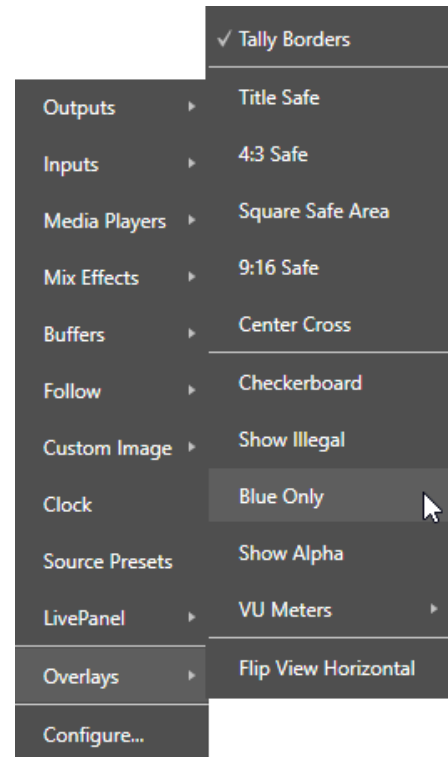 Outputs
Inputs
Media Players
Mix Effects
Buffers
Follow
Custom Image
Clock
Source Presets
LivePanel
Overlays
Configure...
✓ Tally Borders
Title Safe
4:3 Safe
Square Safe Area
9:16 Safe
Center Cross
Checkerboard
Show Illegal
Blue Only
Show Alpha
VU Meters
Flip View Horizontal